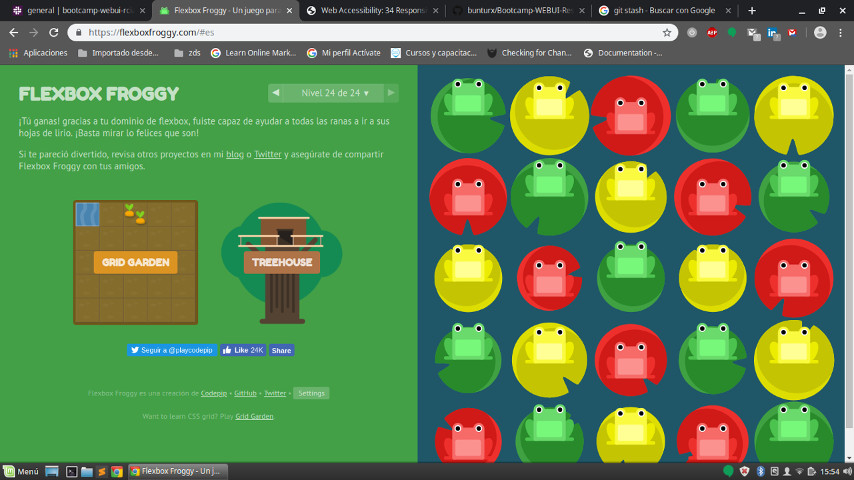 general | bootcamp-webui-rou
Flexbox Froggy - Un juego para
Web Accessibility: 34 Respons
bunturx/Bootcamp-WEBUI-Re
git stash - Buscar con Google
https://flexboxfroggy.com/#es
Aplicaciones
Importado desde...
zds
Learn Online Market...
Mi perfil Activate
Cursos y capacitac...
Checking for Chan...
Documentation -...
FLEXBOX FROGGY
Nivel 24 de 24
¡Tú ganas! gracias a tu dominio de flexbox, fuiste capaz de ayudar a todas las ranas a ir a sus
hojas de lirio. ¡Basta mirar lo felices que son!
Si te pareció divertido, revisa otros proyectos en mi blog o Twitter y asegúrate de compartir
Flexbox Froggy con tus amigos.
GRID GARDEN
TREEHOUSE
Seguir a @playcodepip
Like 24K
Share
Flexbox Froggy es una creación de Codepip • GitHub • Twitter • Settings
Want to learn CSS grid? Play Grid Garden.
Menú
Flexbox Froggy - Un j...
15:54